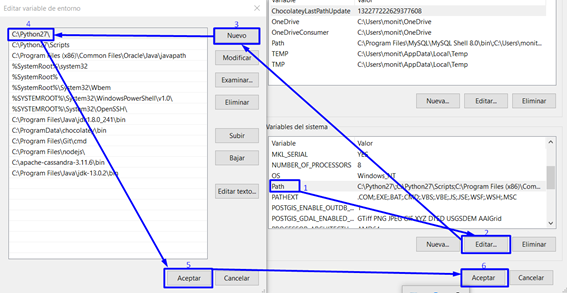 Editar variable de entorno
4
C:\Python27\
C:\Python27\Scripts
C:\Program Files (x86)\Common Files\Oracle\Java\javapath
%SystemRoot%\system32
%SystemRoot%
%SystemRoot%\System32\Wbem
%SYSTEMROOT%\System32\WindowsPowerShell\v1.0\
%SYSTEMROOT%\System32\OpenSSH\
C:\Program Files\Java\jdk1.8.0_241\bin
C:\ProgramData\chocolatey\bin
C:\Program Files\Git\cmd
C:\Program Files\nodejs\
C:\apache-cassandra-3.11.6\bin
C:\Program Files\Java\jdk-13.0.2\bin
3
Nuevo
Modificar
Examinar...
Eliminar
Subir
Bajar
Editar texto...
5
Aceptar
Cancelar
ChocolateyLastPathUpdate 132277222629377608
OneDrive C:\Users\monit\OneDrive
OneDriveConsumer C:\Users\monit\OneDrive
Path C:\Program Files\MySQL\MySQL Shell 8.0\bin\;C:\Users\monit\...
TEMP C:\Users\monit\AppData\Local\Temp
TMP C:\Users\monit\AppData\Local\Temp
Nueva... Editar... Eliminar
Variables del sistema
Variable Valor
MKL_SERIAL YES
NUMBER_OF_PROCESSORS 8
OS Windows_NT
Path 1 C:\Python27\;C:\Python27\Scripts;C:\Program Files (x86)\Com...
PATHEXT .COM;.EXE;.BAT;.CMD;.VBS;.VBE;.JS;.JSE;.WSF;.WSH;.MSC
POSTGIS_ENABLE_OUTDB_... 1
POSTGIS_GDAL_ENABLED_... GTiff PNG JPEG GIF XYZ DTED USGSDEM AAIGrid
2
Nueva... Editar... Eliminar
6
Aceptar Cancelar